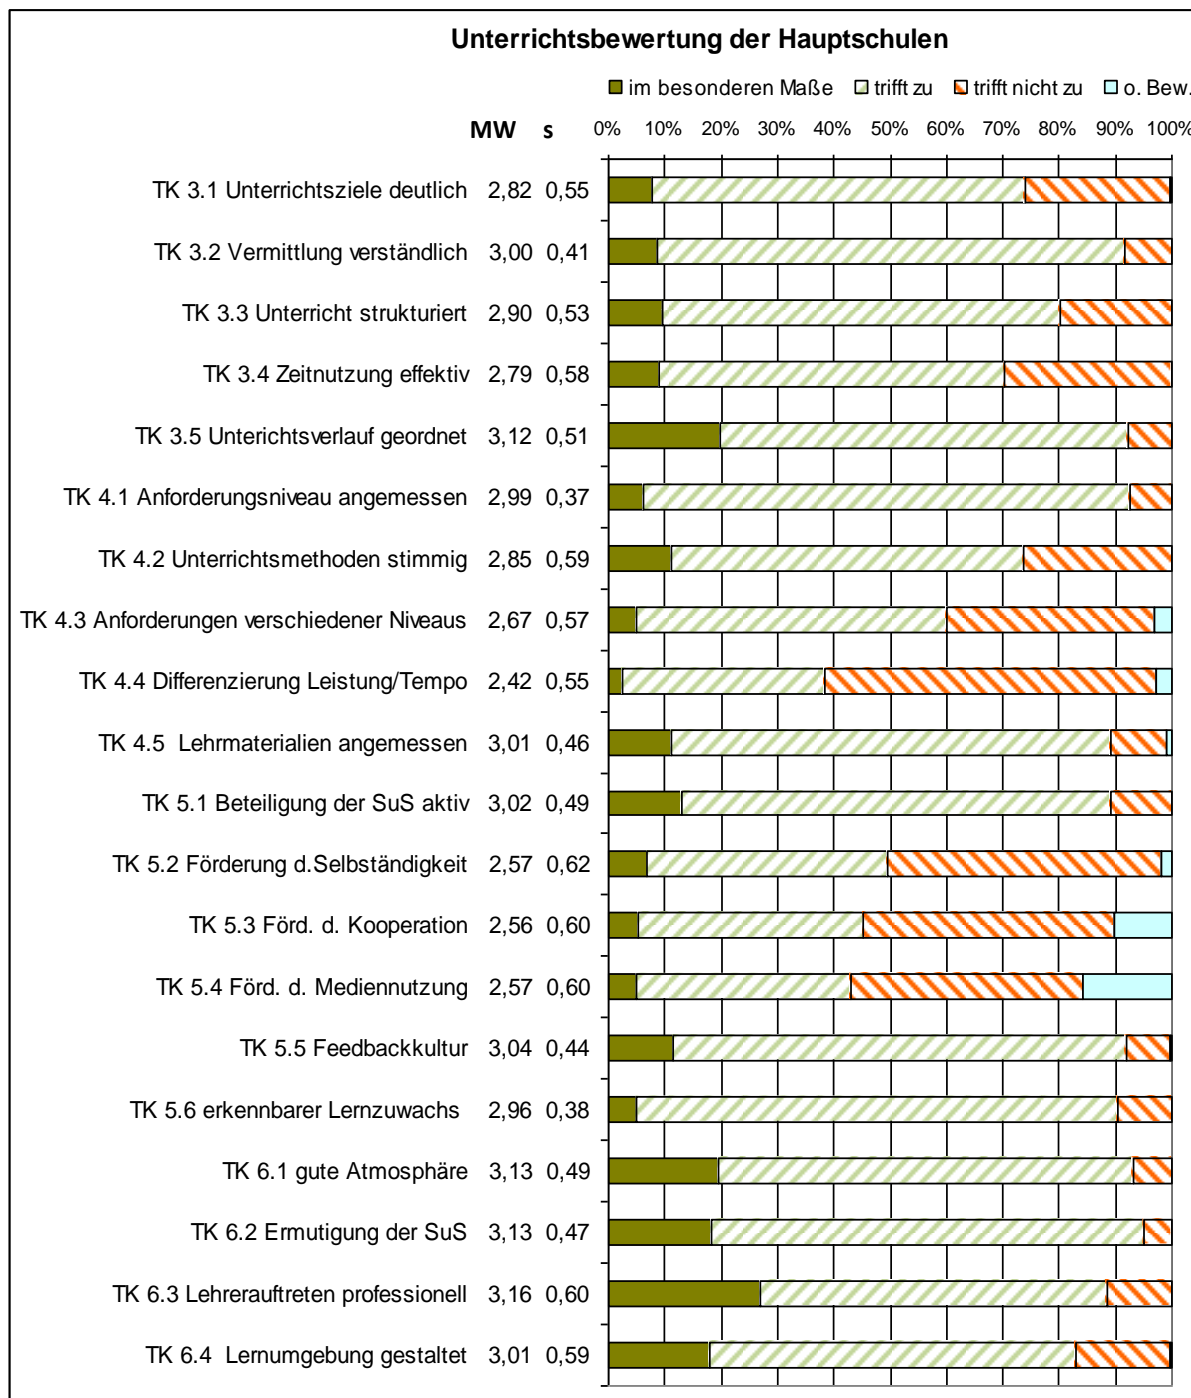 Unterrichtsbewertung der Hauptschulen
im besonderen Maße trifft zu trifft nicht zu o. Bew.
MW s 0% 10% 20% 30% 40% 50% 60% 70% 80% 90% 100%
TK 3.1 Unterrichtsziele deutlich 2,82 0,55
TK 3.2 Vermittlung verständlich 3,00 0,41
TK 3.3 Unterricht strukturiert 2,90 0,53
TK 3.4 Zeitnutzung effektiv 2,79 0,58
TK 3.5 Unterichtsverlauf geordnet 3,12 0,51
TK 4.1 Anforderungsniveau angemessen 2,99 0,37
TK 4.2 Unterrichtsmethoden stimmig 2,85 0,59
TK 4.3 Anforderungen verschiedener Niveaus 2,67 0,57
TK 4.4 Differenzierung Leistung/Tempo 2,42 0,55
TK 4.5 Lehrmaterialien angemessen 3,01 0,46
TK 5.1 Beteiligung der SuS aktiv 3,02 0,49
TK 5.2 Förderung d.Selbständigkeit 2,57 0,62
TK 5.3 Förd. d. Kooperation 2,56 0,60
TK 5.4 Förd. d. Mediennutzung 2,57 0,60
TK 5.5 Feedbackkultur 3,04 0,44
TK 5.6 erkennbarer Lernzuwachs 2,96 0,38
TK 6.1 gute Atmosphäre 3,13 0,49
TK 6.2 Ermutigung der SuS 3,13 0,47
TK 6.3 Lehrerauftreten professionell 3,16 0,60
TK 6.4 Lernumgebung gestaltet 3,01 0,59